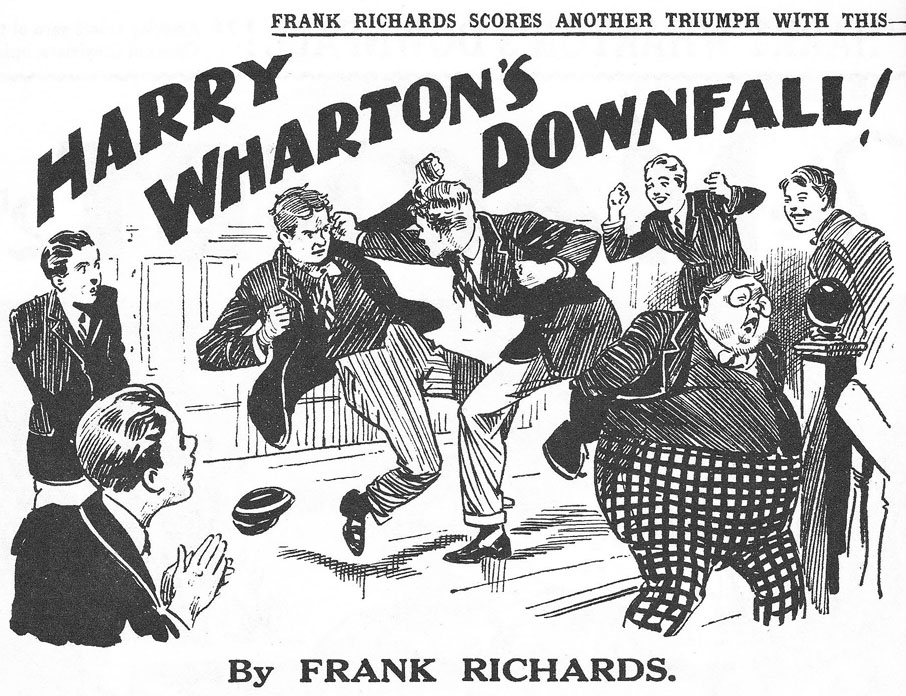 FRANK RICHARDS SCORES ANOTHER TRIUMPH WITH THIS—
HARRY
WHARTON'S
DOWNFALL!
By FRANK RICHARDS.